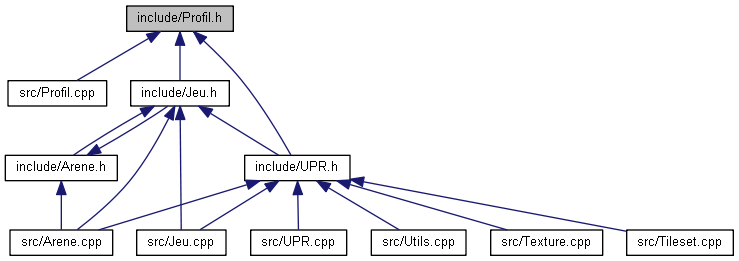 include/Profil.h
src/Profil.cpp
include/Jeu.h
include/Arene.h
include/UPR.h
src/Arene.cpp
src/Jeu.cpp
src/UPR.cpp
src/Utils.cpp
src/Texture.cpp
src/Tileset.cpp